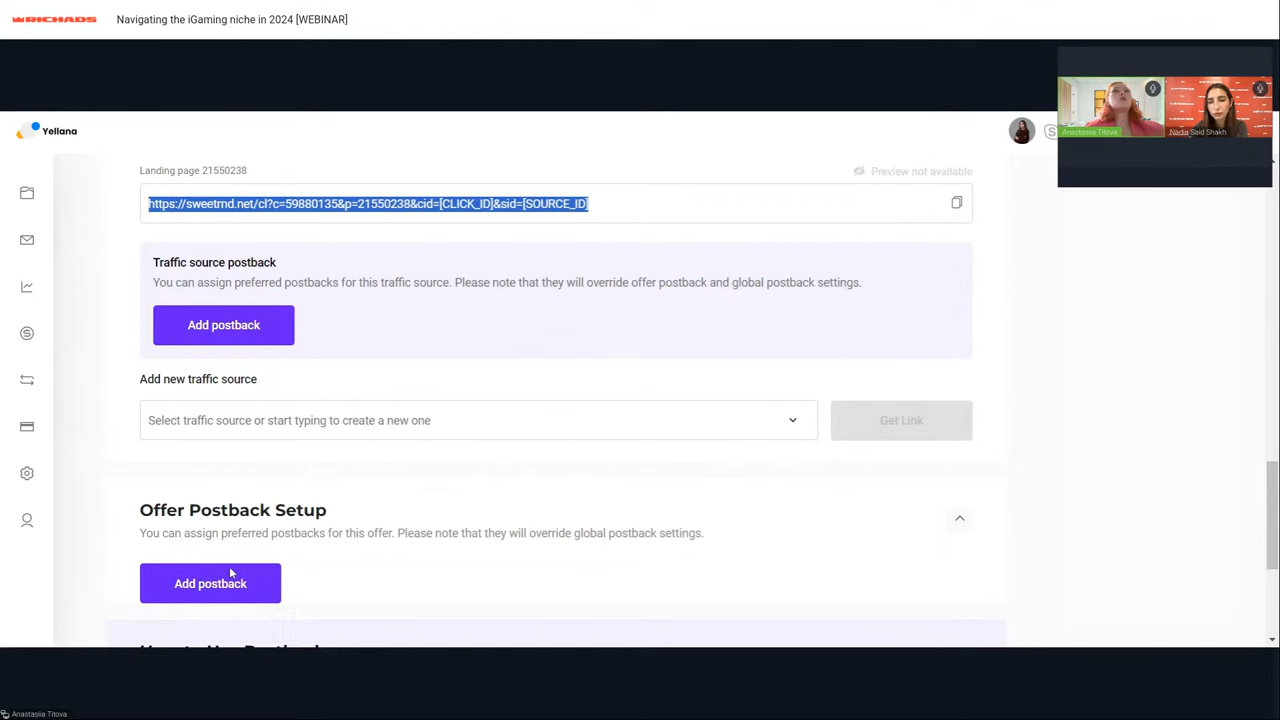 RICHADS
Navigating the iGaming niche in 2024 [WEBINAR]
Yellana
Anastasiia Titova
Nadia Said Shakh
Landing page 21550238
Preview not available
https://sweetrnd.net/cl?c=59880135&p=21550238&cid=[CLICK_ID]&sid=[SOURCE_ID]
Traffic source postback
You can assign preferred postbacks for this traffic source. Please note that they will override offer postback and global postback settings.
Add postback
Add new traffic source
Select traffic source or start typing to create a new one
Get Link
Offer Postback Setup
You can assign preferred postbacks for this offer. Please note that they will override global postback settings.
Add postback
Anastasiia Titova